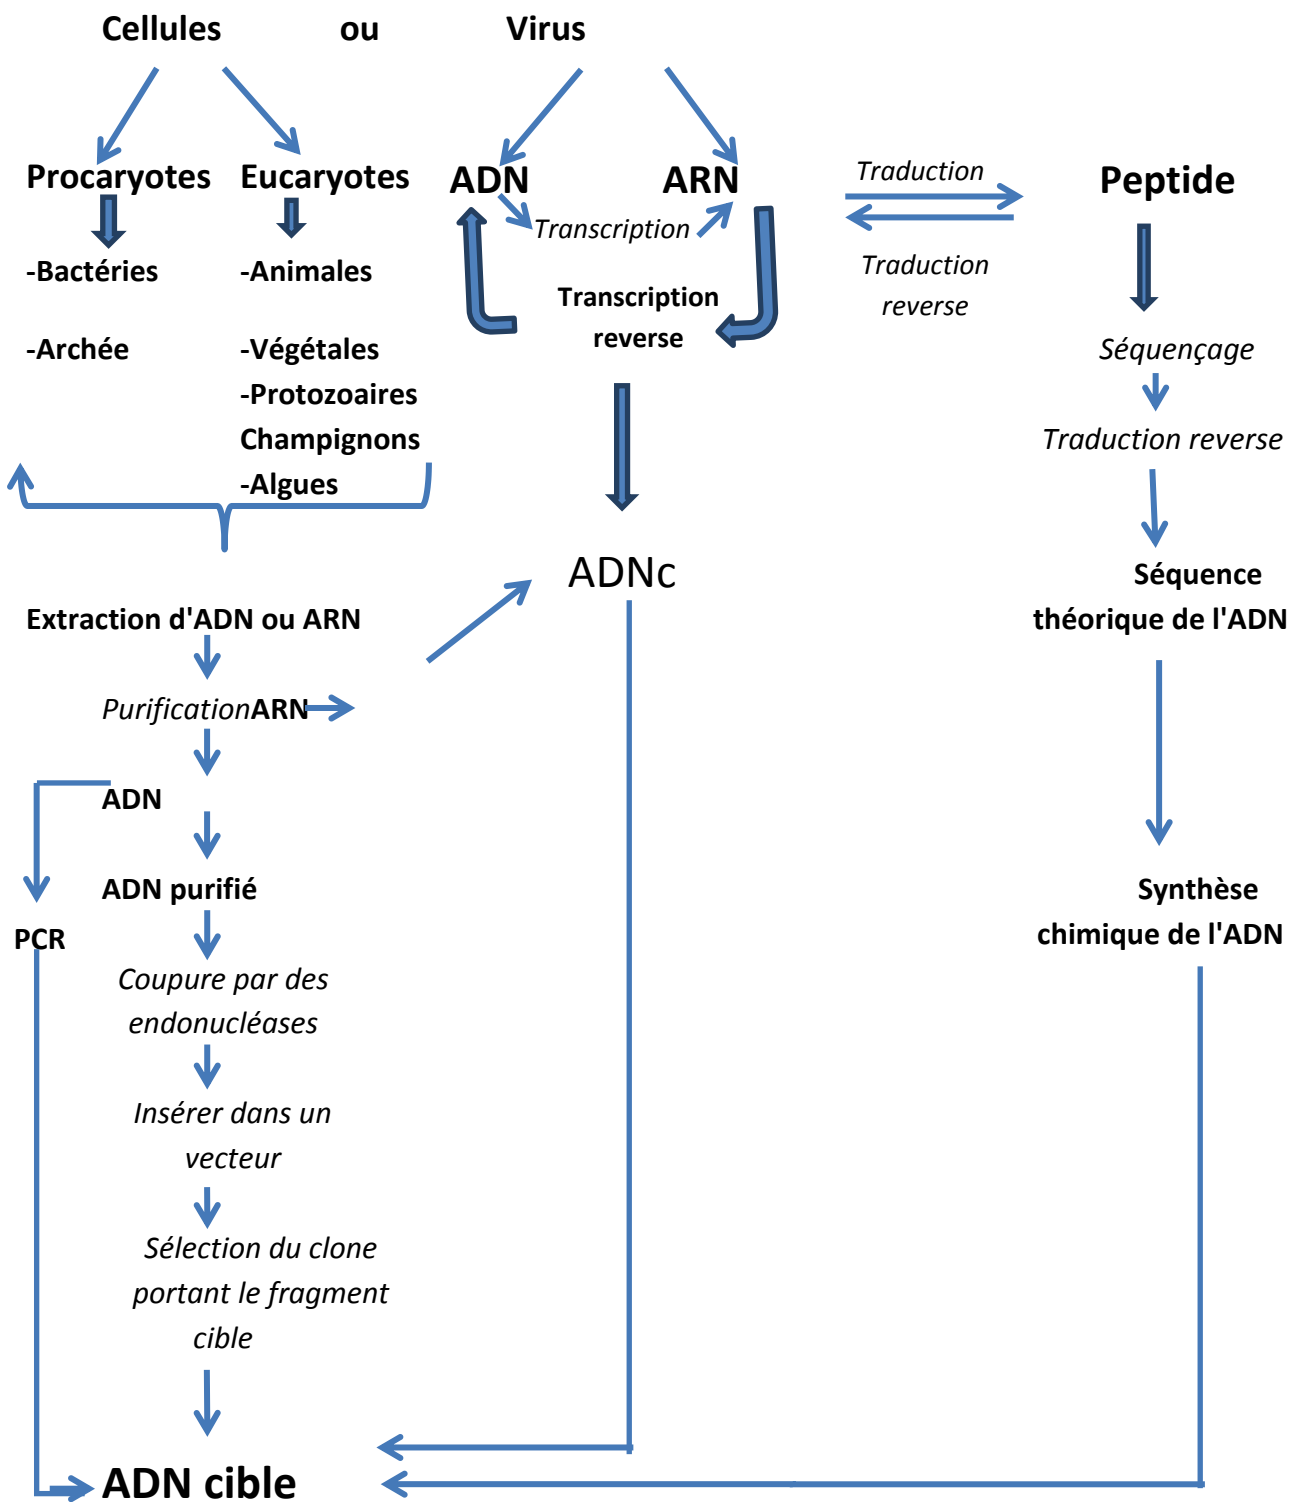 Cellules ou Virus
Procaryotes Eucaryotes ADN ARN Traduction Peptide
Transcription
-Bactéries -Animales
Traduction
reverse
Transcription
reverse
-Archée -Végétales
Séquençage
-Protozoaires
Champignons
Traduction reverse
-Algues
ADNc
Séquence
théorique de l'ADN
Extraction d'ADN ou ARN
PurificationARN
ADN
ADN purifié
Synthèse
chimique de l'ADN
PCR
Coupure par des
endonucléases
Insérer dans un
vecteur
Sélection du clone
portant le fragment
cible
ADN cible